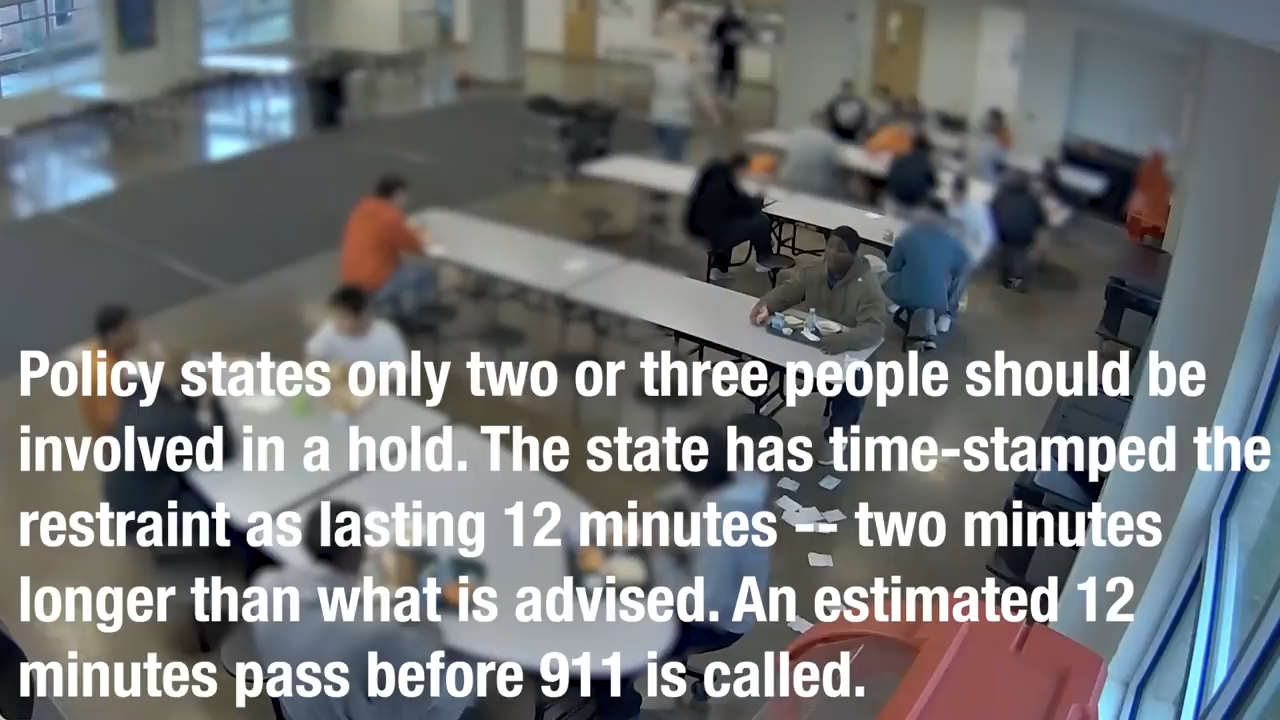 Policy states only two or three people should be
involved in a hold. The state has time-stamped the
restraint as lasting 12 minutes -- two minutes
longer than what is advised. An estimated 12
minutes pass before 911 is called.